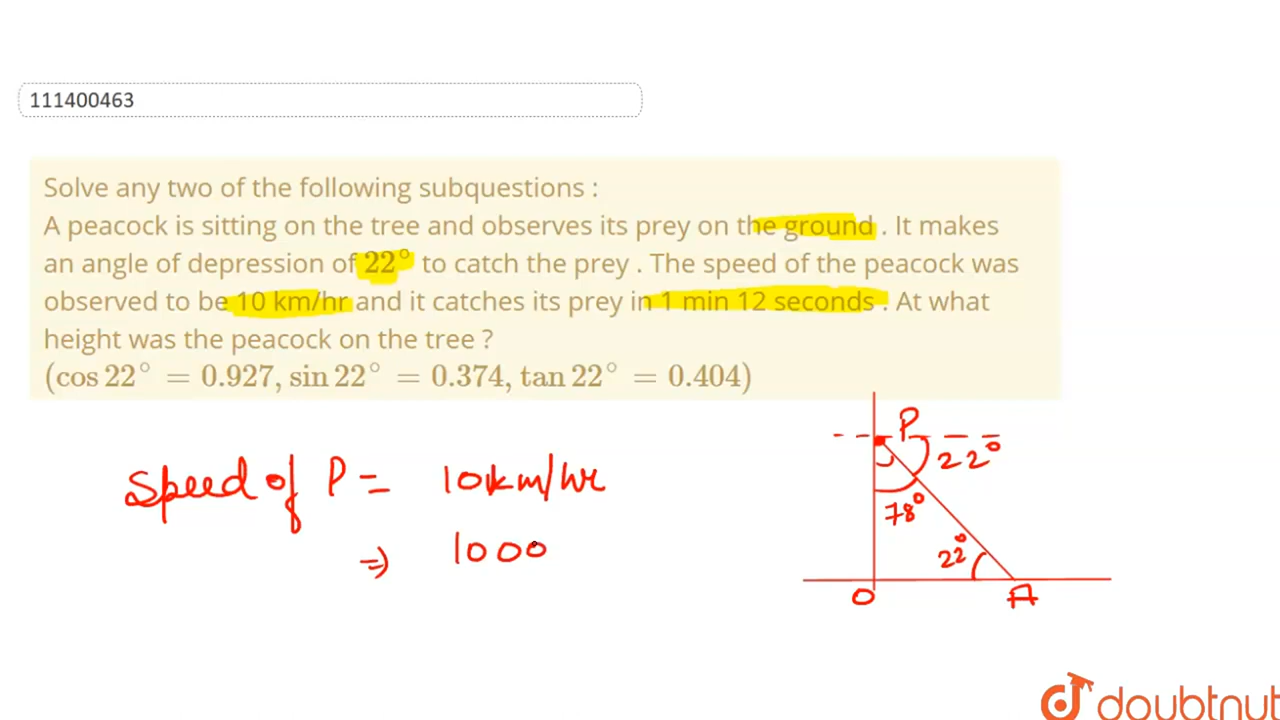 111400463
Solve any two of the following subquestions :
A peacock is sitting on the tree and observes its prey on the ground . It makes
an angle of depression of 22° to catch the prey . The speed of the peacock was
observed to be 10 km/hr and it catches its prey in 1 min 12 seconds . At what
height was the peacock on the tree ?
(cos 22° = 0.927, sin 22° = 0.374, tan 22° = 0.404)
Speed of P = 10km/hr
⇒ 1000
P
22°
78°
22°
O
A
doubtnut